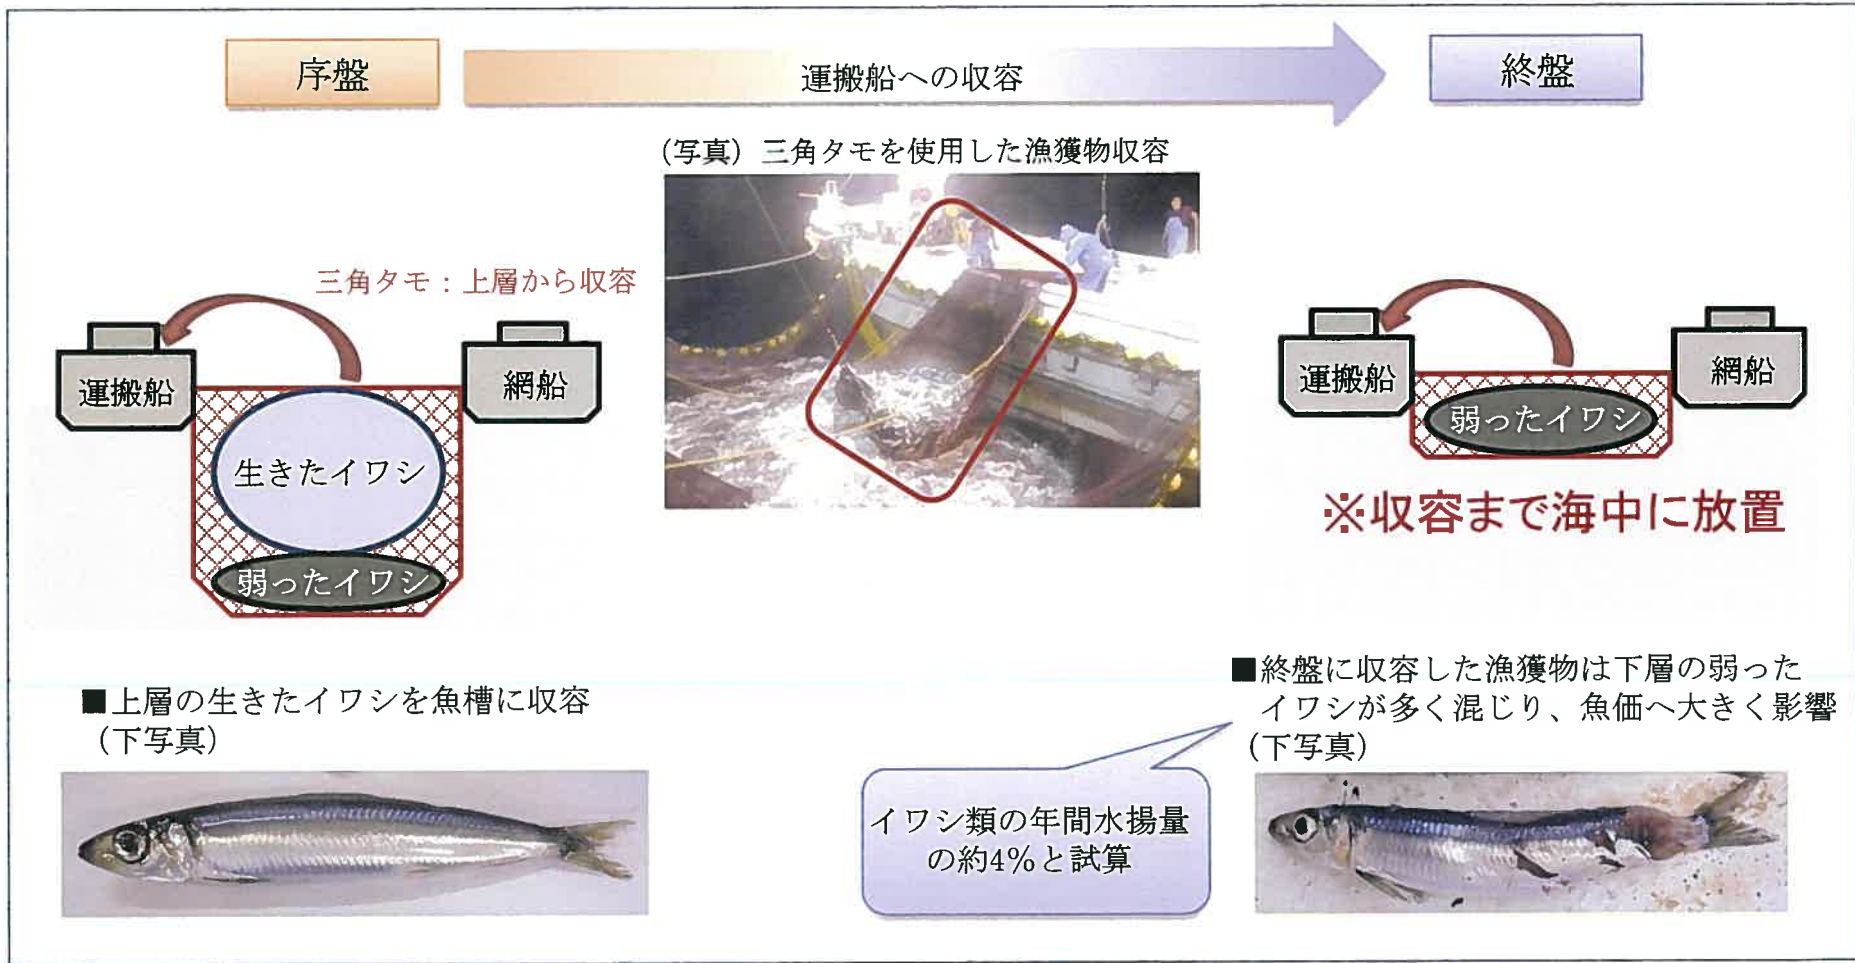 序盤
運搬船への収容
終盤
(写真) 三角タモを使用した漁獲物収容
三角タモ：上層から収容
運搬船
網船
生きたイワシ
弱ったイワシ
運搬船
網船
弱ったイワシ
※収容まで海中に放置
■上層の生きたイワシを魚槽に収容
(下写真)
■終盤に収容した漁獲物は下層の弱った
イワシが多く混じり、魚価へ大きく影響
(下写真)
イワシ類の年間水揚量
の約4%と試算